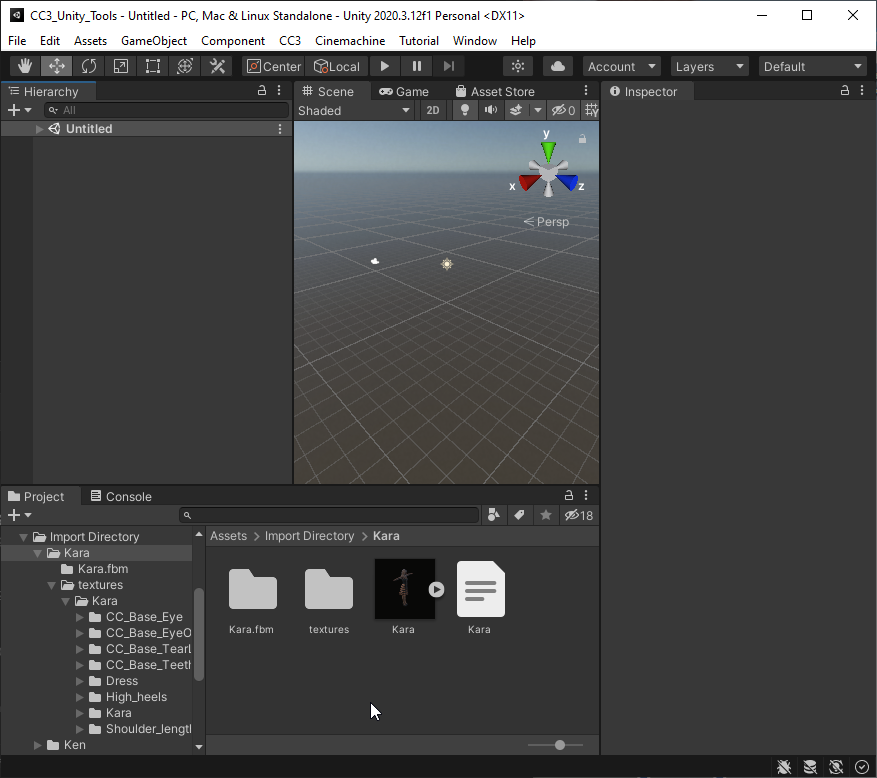 CC3_Unity_Tools - Untitled - PC, Mac & Linux Standalone - Unity 2020.3.12f1 Personal <DX11>
File Edit Assets GameObject Component CC3 Cinemachine Tutorial Window Help
Center Local Account Layers Default
Hierarchy
Scene Game Asset Store
Inspector
All
Shaded 2D 0
Untitled
y
x z
Persp
Project Console
18
Import Directory
Kara
Kara.fbm
textures
Kara
CC_Base_Eye
CC_Base_EyeO
CC_Base_Tearl
CC_Base_Teeth
Dress
High_heels
Kara
Shoulder_lengt
Ken
Assets > Import Directory > Kara
Kara.fbm textures Kara Kara